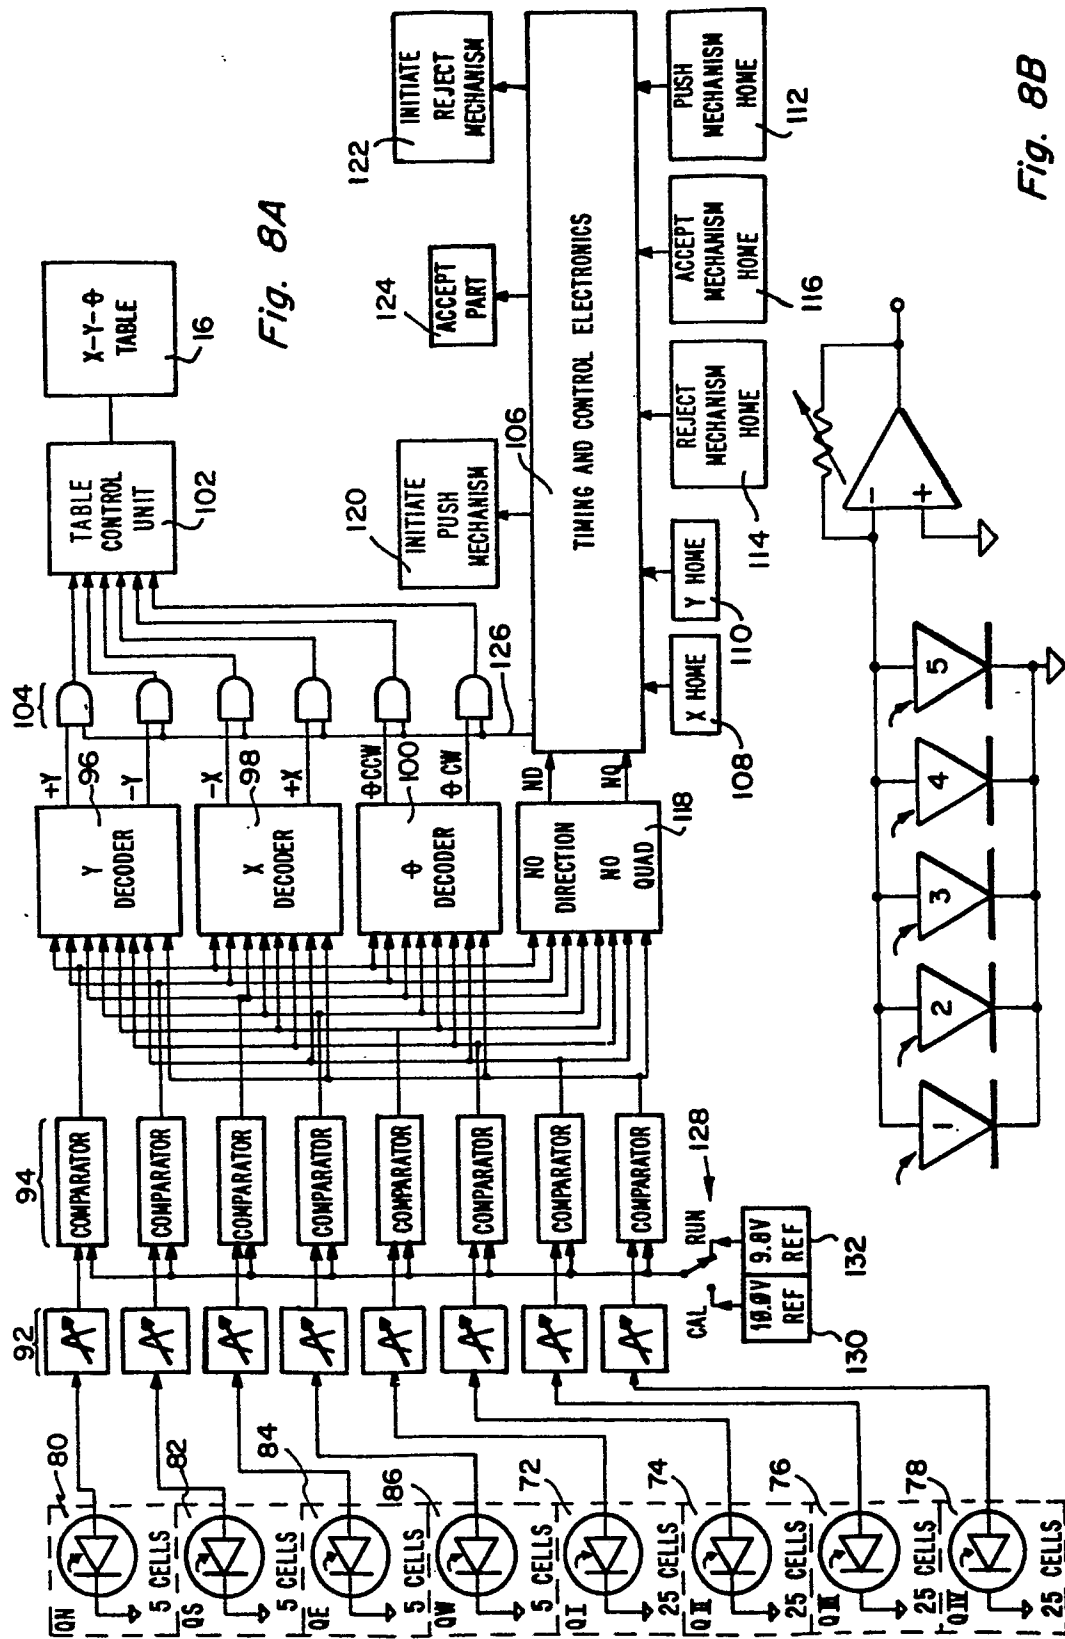 80
QN
5 CELLS
82
QS
5 CELLS
84
QE
5 CELLS
86
QW
5 CELLS
72
QI
25 CELLS
74
QII
25 CELLS
76
QIII
25 CELLS
78
QIV
25 CELLS
92
A
A
A
A
A
A
A
A
94
COMPARATOR
COMPARATOR
COMPARATOR
COMPARATOR
COMPARATOR
COMPARATOR
COMPARATOR
COMPARATOR
CAL
RUN
128
10.0V
REF
9.8V
REF
130
132
Y
DECODER
96
+Y
-Y
X
DECODER
98
-X
+X
θ
DECODER
100
θCCW
θCW
NO
DIRECTION
NO
QUAD
118
ND
NQ
104
126
TABLE
CONTROL
UNIT
102
X-Y-θ
TABLE
16
Fig. 8A
120
INITIATE
PUSH
MECHANISM
124
ACCEPT
PART
122
INITIATE
REJECT
MECHANISM
106
TIMING AND CONTROL ELECTRONICS
X HOME
108
Y HOME
110
REJECT
MECHANISM
HOME
114
ACCEPT
MECHANISM
HOME
116
PUSH
MECHANISM
HOME
112
1
2
3
4
5
-
+
Fig. 8B